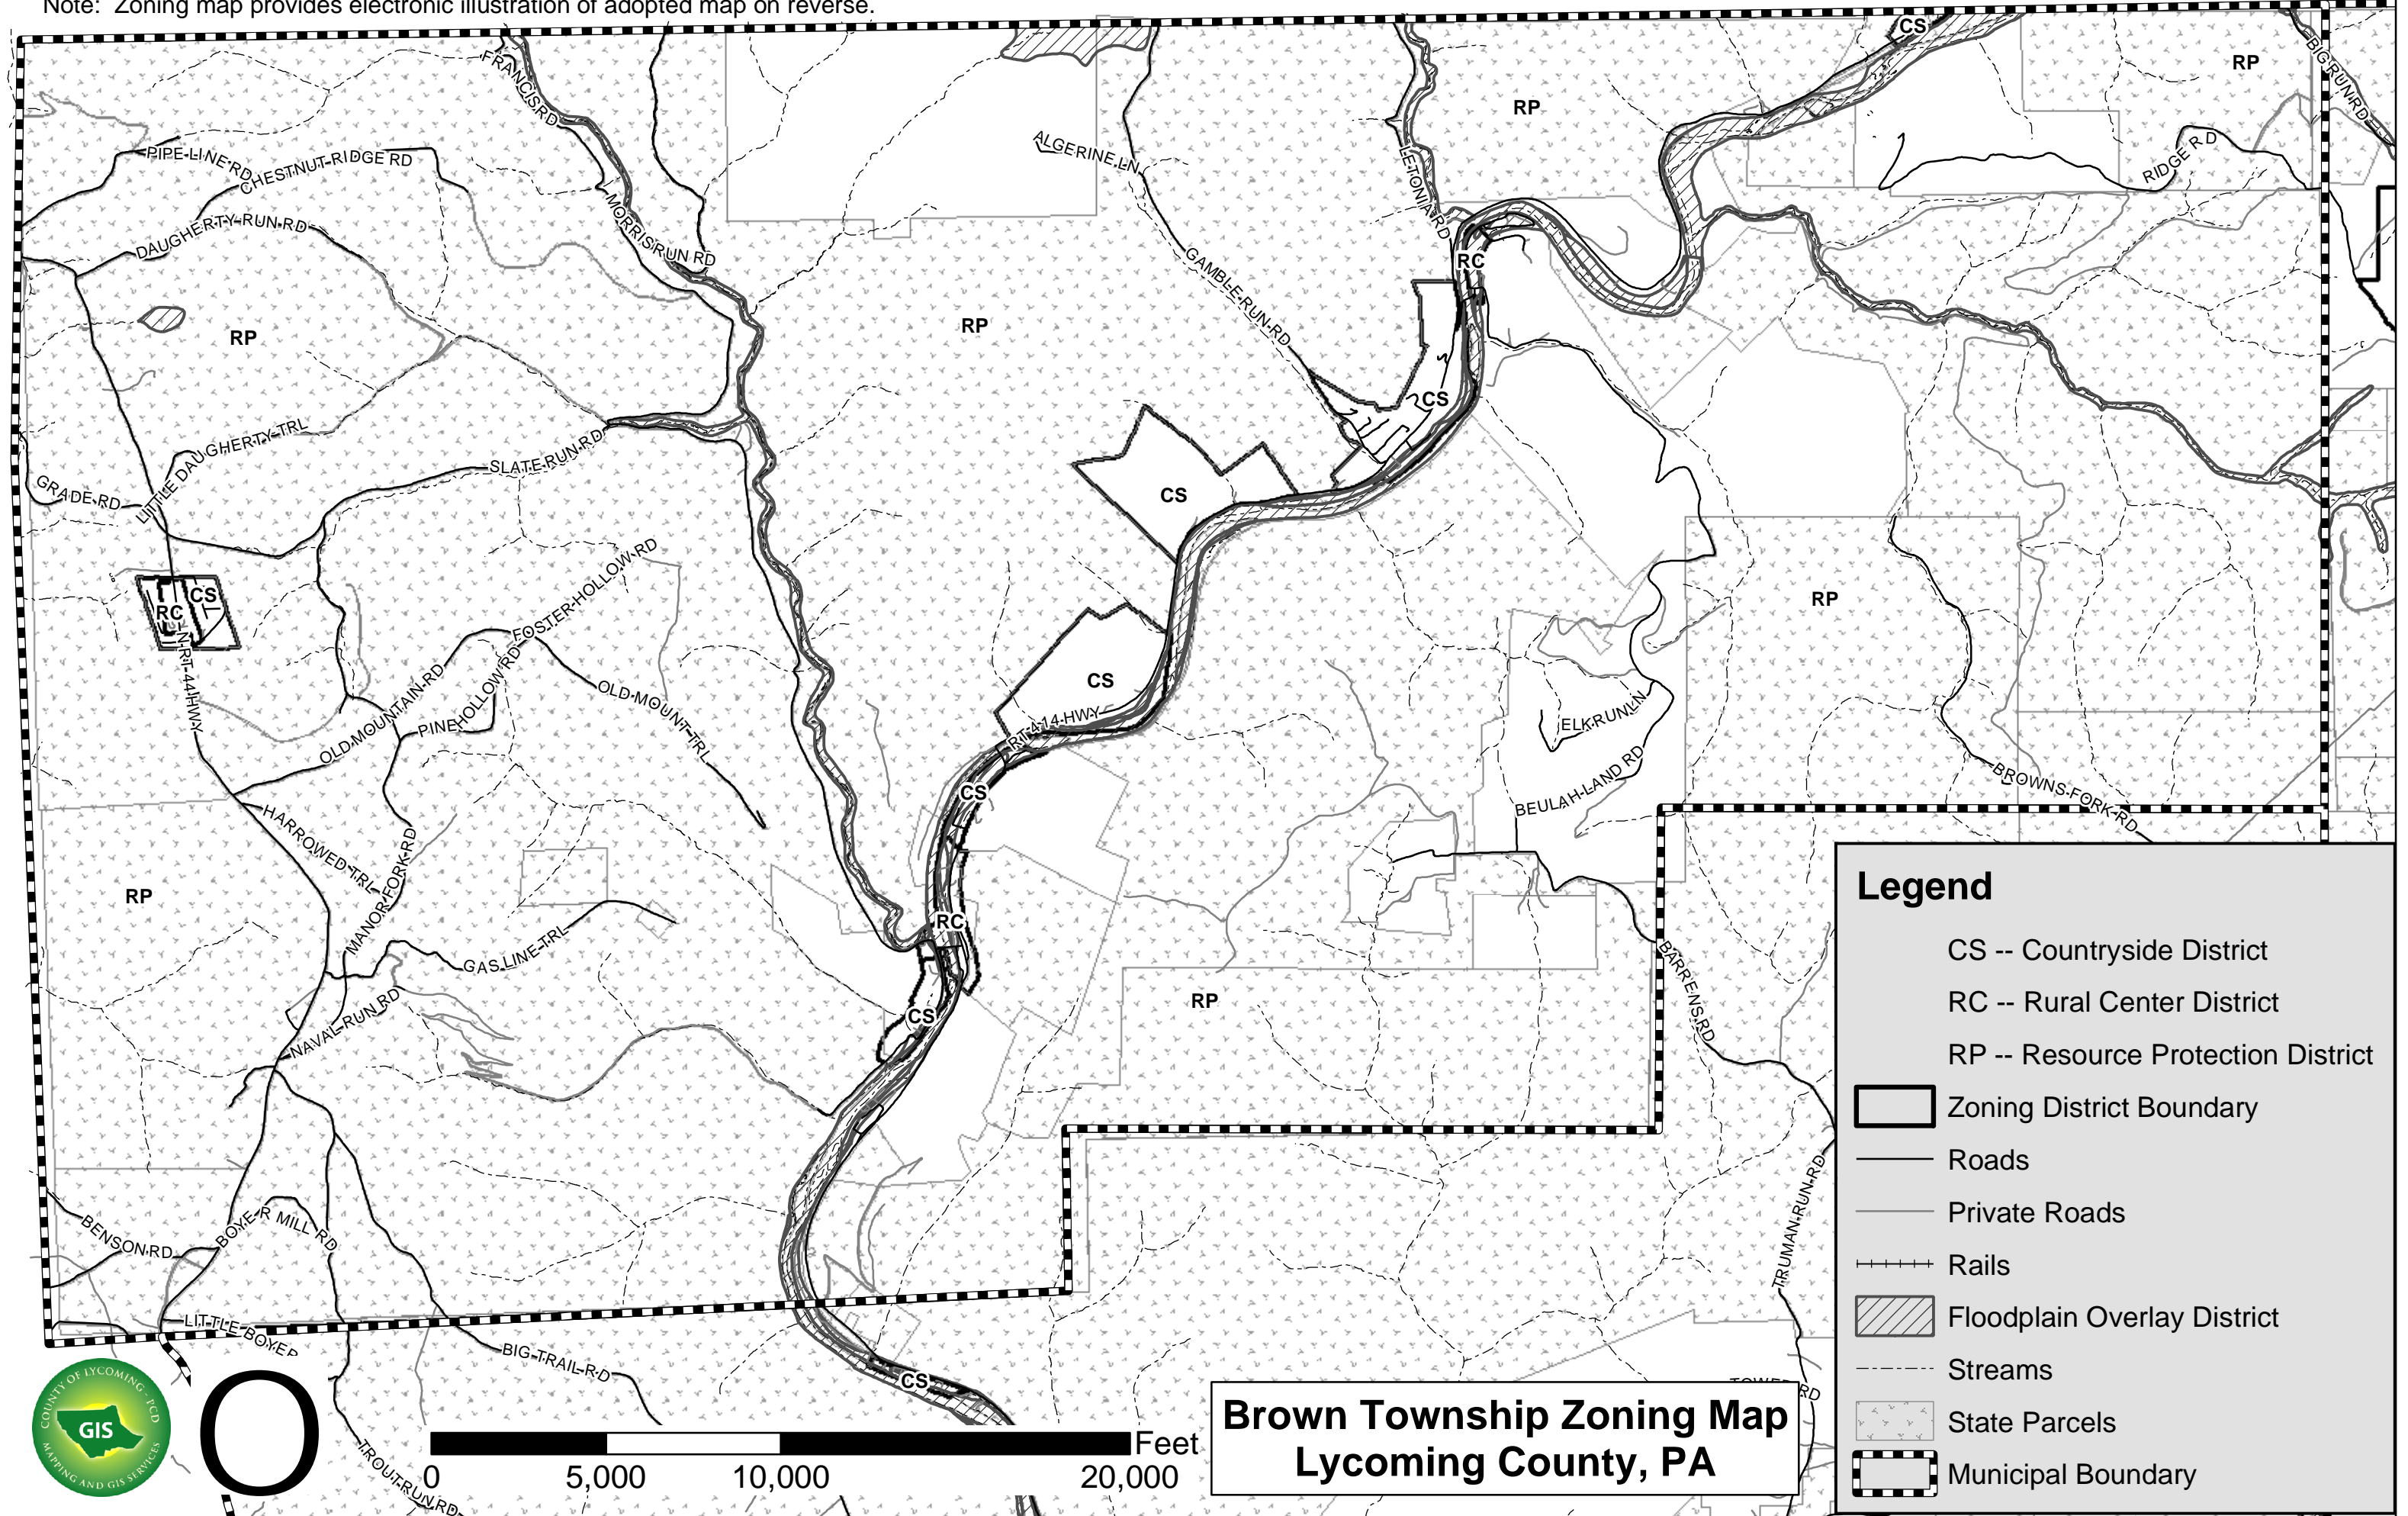 Note: Zoning map provides electronic illustration of adopted map on reverse.
CS
RP
BIG RUN RD
FRANCIS RD
RP
ALGERINE LN
LETONIA RD
RIDGE RD
PIPE LINE RD
CHESTNUT RIDGE RD
MORRIS RUN RD
DAUGHERTY RUN RD
GAMBLE RUN RD
RC
RP
RP
CS
LITTLE DAUGHERTY TRL
SLATE RUN RD
GRADE RD
CS
FOSTER HOLLOW RD
CS
RC
RP
N RT 44 HWY
OLD MOUNTAIN RD
PINE HOLLOW RD
OLD MOUNT TRL
CS
RT 414 HWY
ELK RUN LN
BEULAH LAND RD
BROWNS FORK RD
CS
HARROWED TRL
MANOR FORK RD
RP
RC
GAS LINE TRL
BARRENS RD
RP
NAVAL RUN RD
CS
TRUMAN RUN RD
BENSON RD
BOYER MILL RD
LITTLE BOYER
BIG TRAIL RD
CS
TOWER RD
TROUT RUN RD
Legend
CS -- Countryside District
RC -- Rural Center District
RP -- Resource Protection District
Zoning District Boundary
Roads
Private Roads
Rails
Floodplain Overlay District
Streams
State Parcels
Municipal Boundary
COUNTY OF LYCOMING - PCD
GIS
MAPPING AND GIS SERVICES
O
Feet
0 5,000 10,000 20,000
Brown Township Zoning Map
Lycoming County, PA